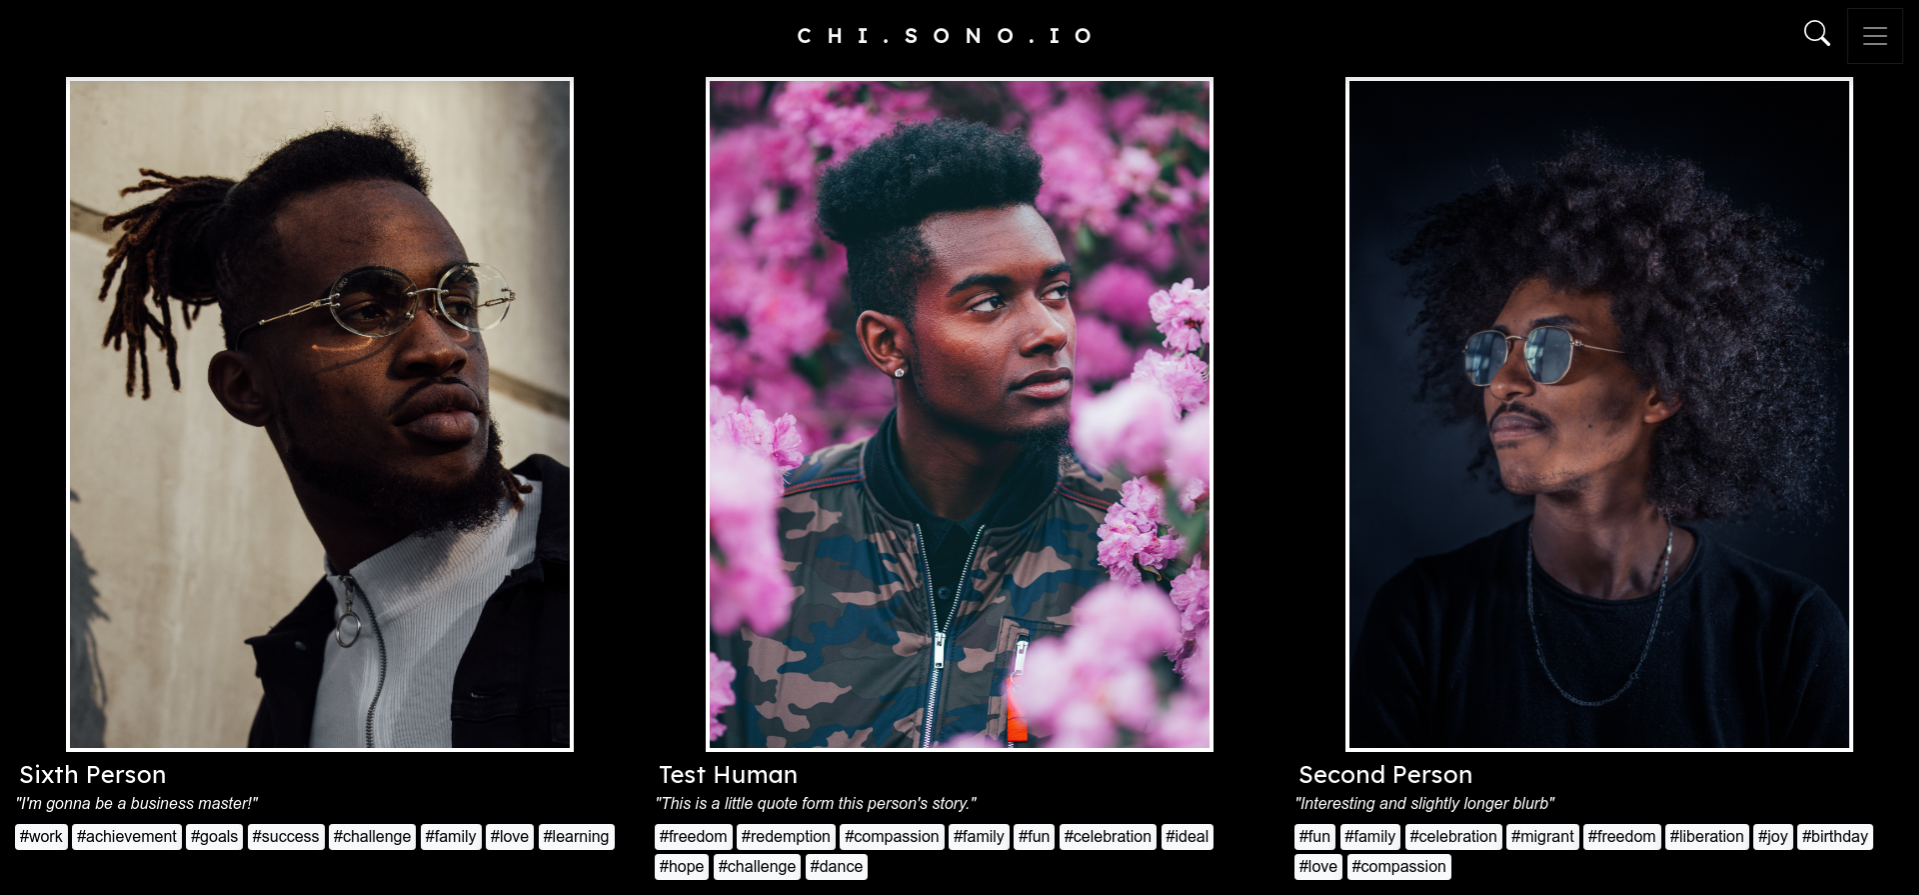 CHI.SONO.IO
Sixth Person
"I'm gonna be a business master!"
#work #achievement #goals #success #challenge #family #love #learning
Test Human
"This is a little quote form this person's story."
#freedom #redemption #compassion #family #fun #celebration #ideal
#hope #challenge #dance
Second Person
"Interesting and slightly longer blurb"
#fun #family #celebration #migrant #freedom #liberation #joy #birthday
#love #compassion